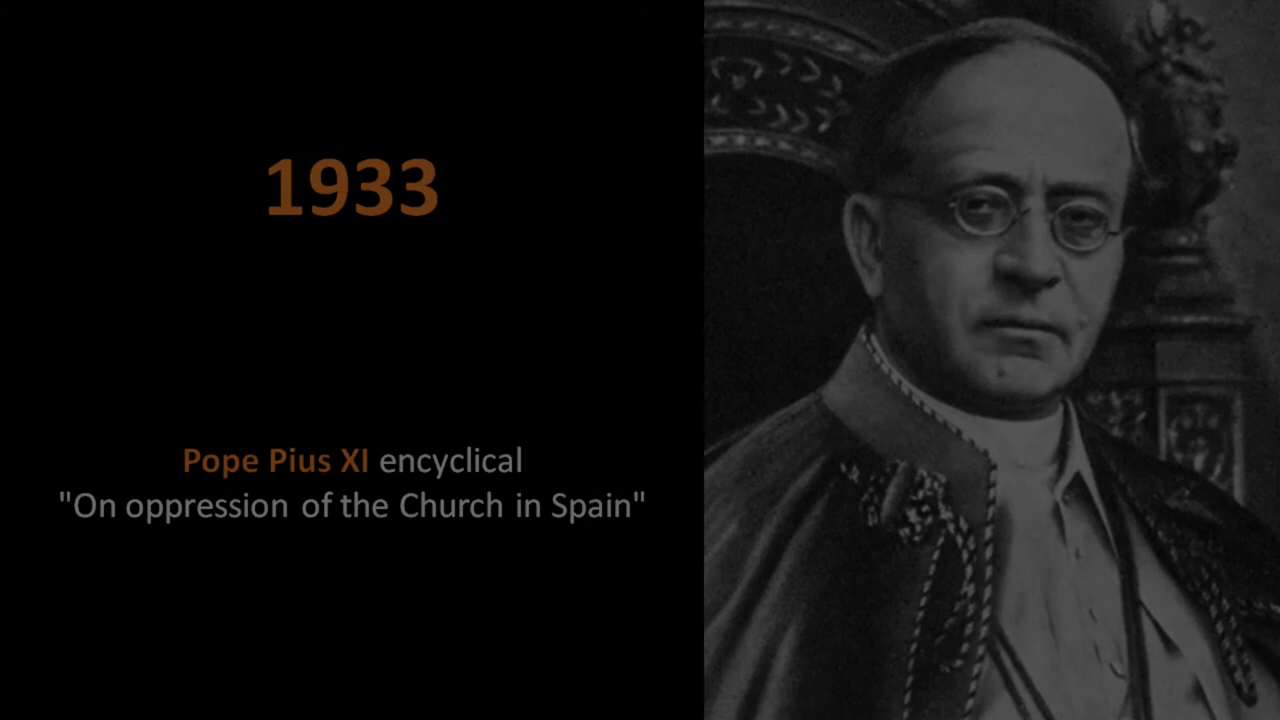 1933
Pope Pius XI encyclical
"On oppression of the Church in Spain"